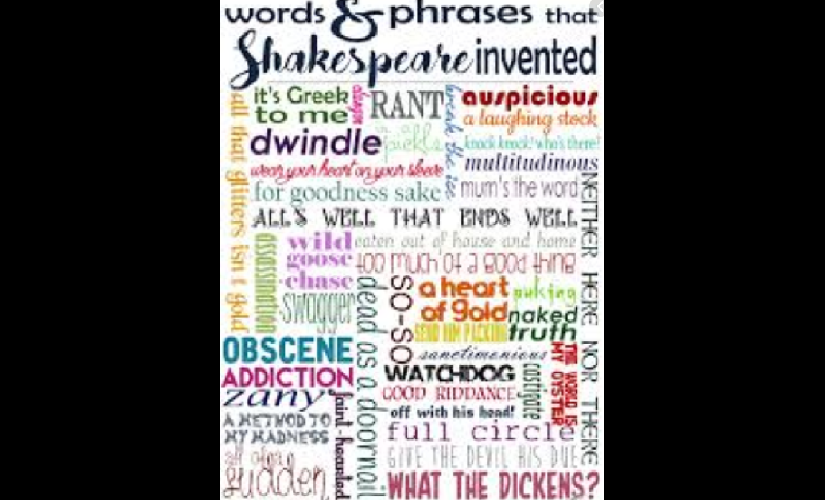 words & phrases that
Shakespeare invented
it's Greek
to me
RANT
auspicious
a laughing stock
break the ice
dwindle
pickle
knock knock! who's there?
multitudinous
wear your heart on your sleeve
mum's the word
for goodness sake
all that glitters isn't gold
ALL'S WELL THAT ENDS WELL
NEITHER HERE NOR THERE
assassination
wild
goose
chase
eaten out of house and home
too much of a good thing
swagger
dead as a doornail
SO-SO
a heart
of gold
puking
naked
truth
SEND HIM PACKING
OBSCENE
sanctimonious
THE WORLD IS
MY OYSTER
ADDICTION
WATCHDOG
castigate
zany
faint-hearted
GOOD RIDDANCE
off with his head!
A METHOD TO
MY MADNESS
full circle
all of a
sudden
GIVE THE DEVIL HIS DUE
WHAT THE DICKENS?